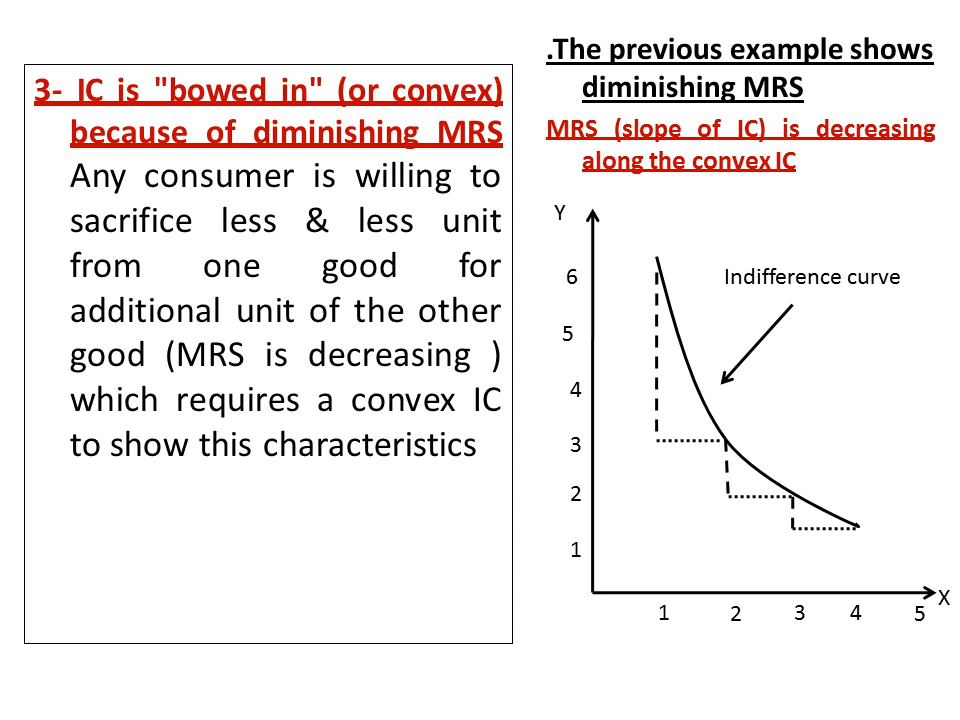 3- IC is "bowed in" (or convex)
because of diminishing MRS
Any consumer is willing to
sacrifice less & less unit
from one good for
additional unit of the other
good (MRS is decreasing )
which requires a convex IC
to show this characteristics
.The previous example shows
diminishing MRS
MRS (slope of IC) is decreasing
along the convex IC
Y
6
Indifference curve
5
4
3
2
1
X
1 2 3 4 5